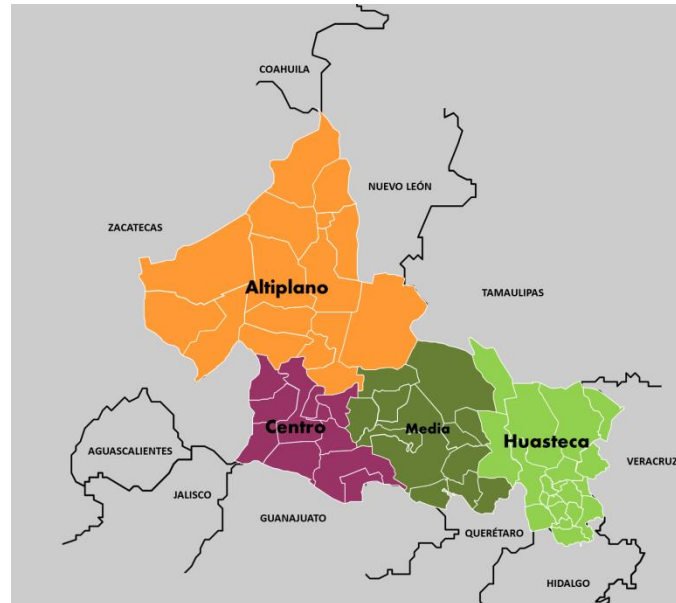 COAHUILA
NUEVO LEÓN
ZACATECAS
Altiplano
TAMAULIPAS
Centro
Media
Huasteca
AGUASCALIENTES
VERACRUZ
JALISCO
GUANAJUATO
QUERÉTARO
HIDALGO